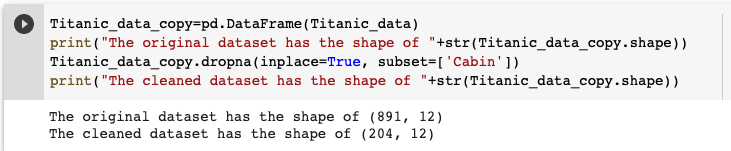 Titanic_data_copy=pd.DataFrame(Titanic_data)
print("The original dataset has the shape of "+str(Titanic_data_copy.shape))
Titanic_data_copy.dropna(inplace=True, subset=['Cabin'])
print("The cleaned dataset has the shape of "+str(Titanic_data_copy.shape))
The original dataset has the shape of (891, 12)
The cleaned dataset has the shape of (204, 12)